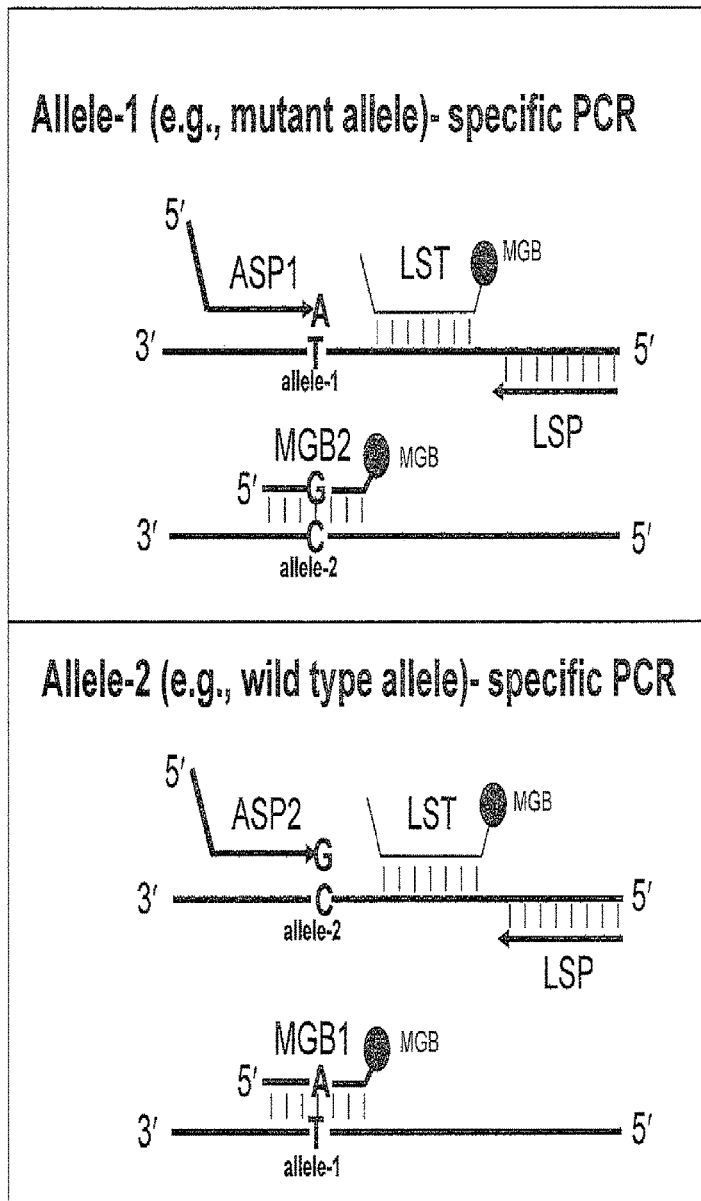 Allele-1 (e.g., mutant allele)- specific PCR
5′
ASP1
LST
MGB
A
3′
T
5′
allele-1
LSP
MGB2
MGB
5′
G
3′
C
5′
allele-2
Allele-2 (e.g., wild type allele)- specific PCR
5′
ASP2
LST
MGB
G
3′
C
5′
allele-2
LSP
MGB1
MGB
5′
A
3′
T
5′
allele-1